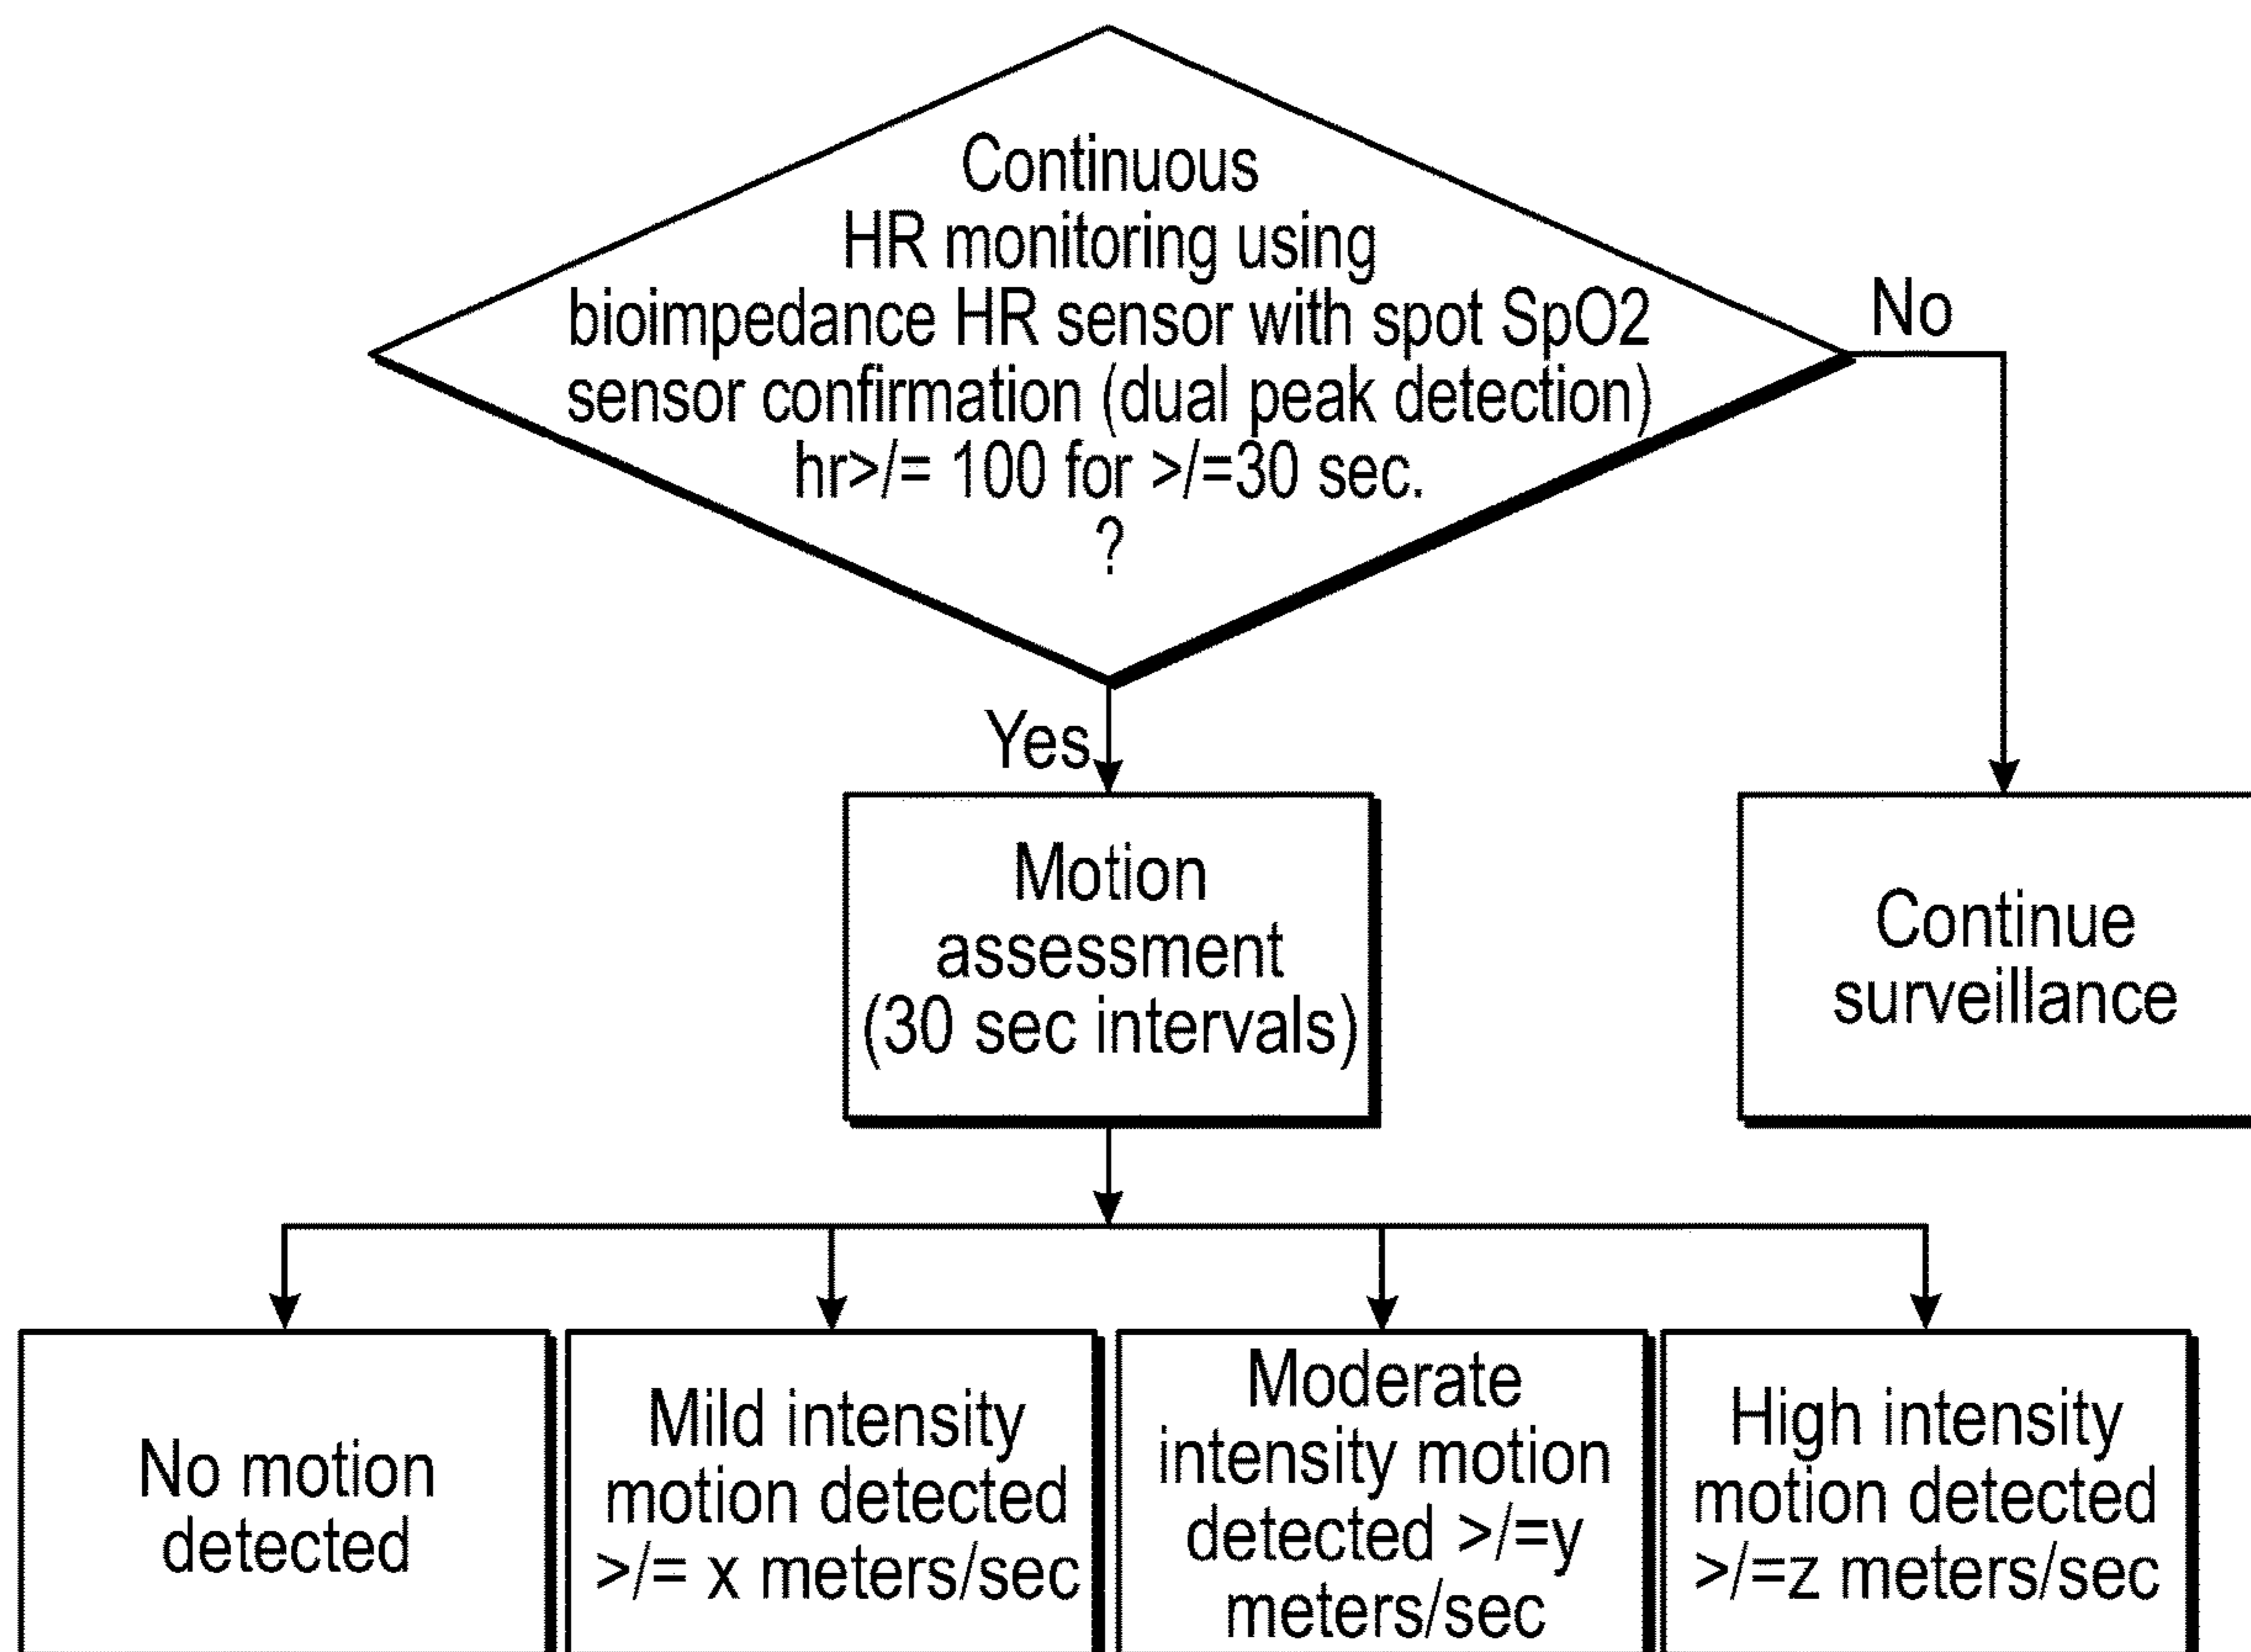 Continuous
HR monitoring using
bioimpedance HR sensor with spot SpO2
sensor confirmation (dual peak detection)
hr>/= 100 for >/=30 sec.
?
No
Yes
Motion
assessment
(30 sec intervals)
Continue
surveillance
No motion
detected
Mild intensity
motion detected
>/= x meters/sec
Moderate
intensity motion
detected >/=y
meters/sec
High intensity
motion detected
>/=z meters/sec